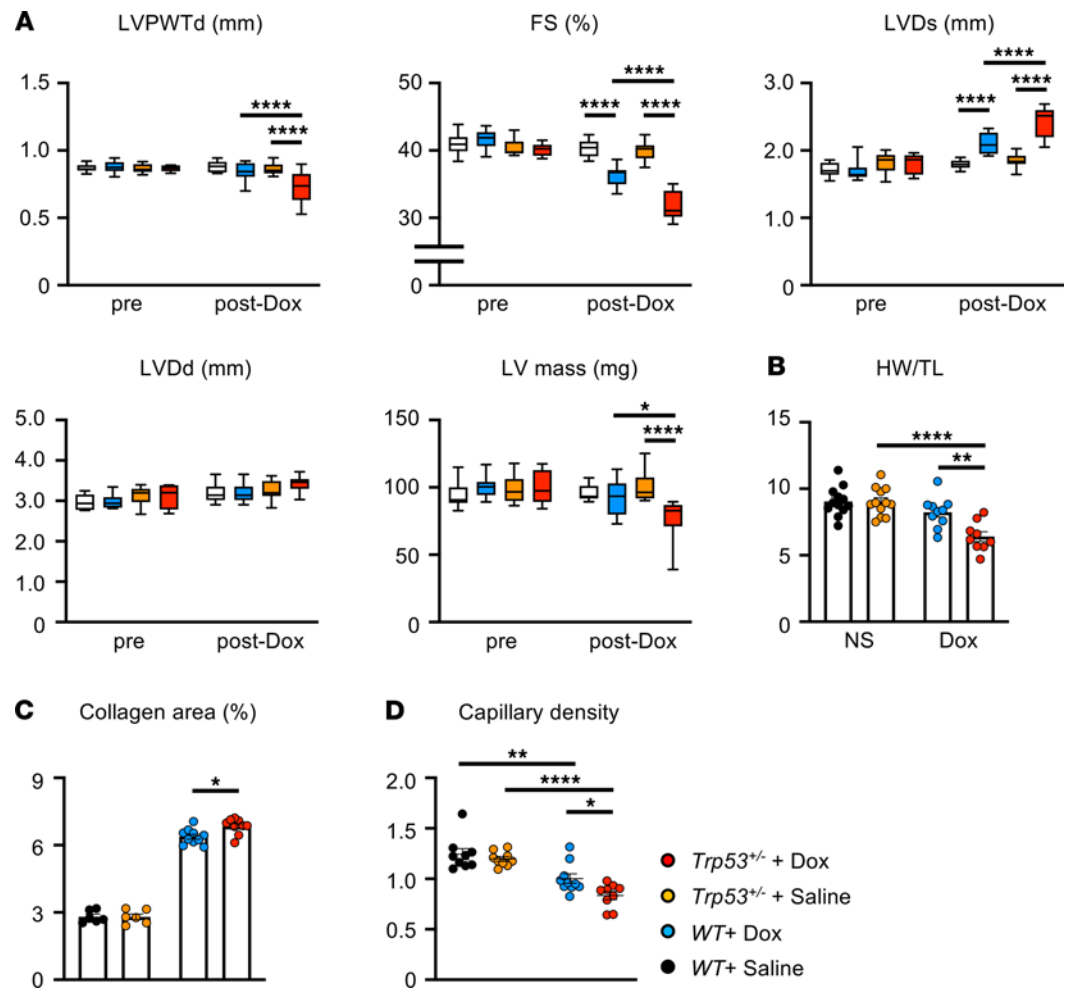 A
LVPWTd (mm)
FS (%)
LVDs (mm)
1.5
1.0
0.5
0
pre
post-Dox
****
****
50
40
30
0
pre
post-Dox
****
****
****
3.0
2.0
1.0
0
pre
post-Dox
****
****
****
LVDd (mm)
LV mass (mg)
B
HW/TL
5.0
4.0
3.0
2.0
1.0
0
pre
post-Dox
150
100
50
0
pre
post-Dox
*
****
15
10
5
0
NS
Dox
****
**
C
Collagen area (%)
D
Capillary density
9
6
3
0
*
2.0
1.5
1.0
0.5
0
**
****
*
Trp53+/- + Dox
Trp53+/- + Saline
WT+ Dox
WT+ Saline